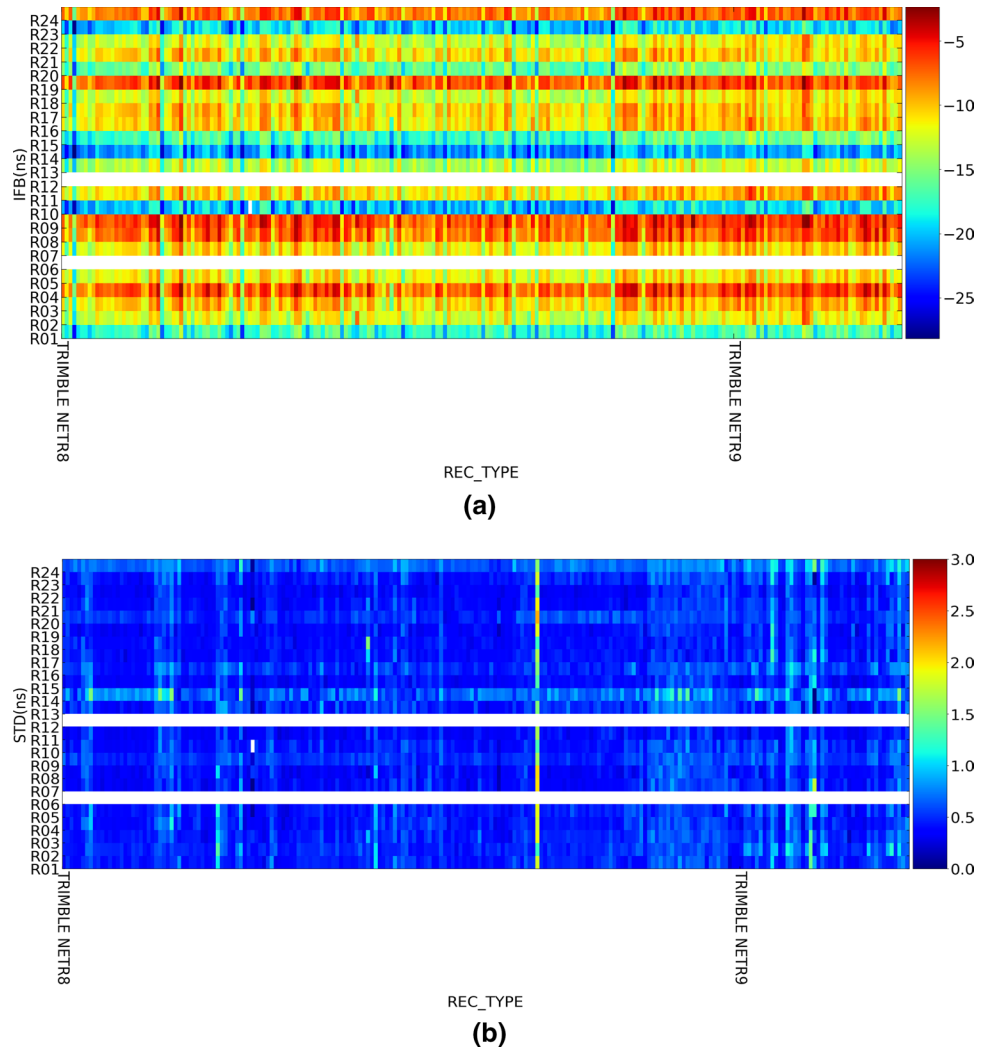 R24
R23
R22
R21
R20
R19
R18
R17
R16
R15
R14
R13
R12
R11
R10
R09
R08
R07
R06
R05
R04
R03
R02
R01
IFB(ns)
TRIMBLE NETR8
TRIMBLE NETR9
REC_TYPE
−5
−10
−15
−20
−25
(a)
R24
R23
R22
R21
R20
R19
R18
R17
R16
R15
R14
R13
R12
R11
R10
R09
R08
R07
R06
R05
R04
R03
R02
R01
STD(ns)
TRIMBLE NETR8
TRIMBLE NETR9
REC_TYPE
3.0
2.5
2.0
1.5
1.0
0.5
0.0
(b)